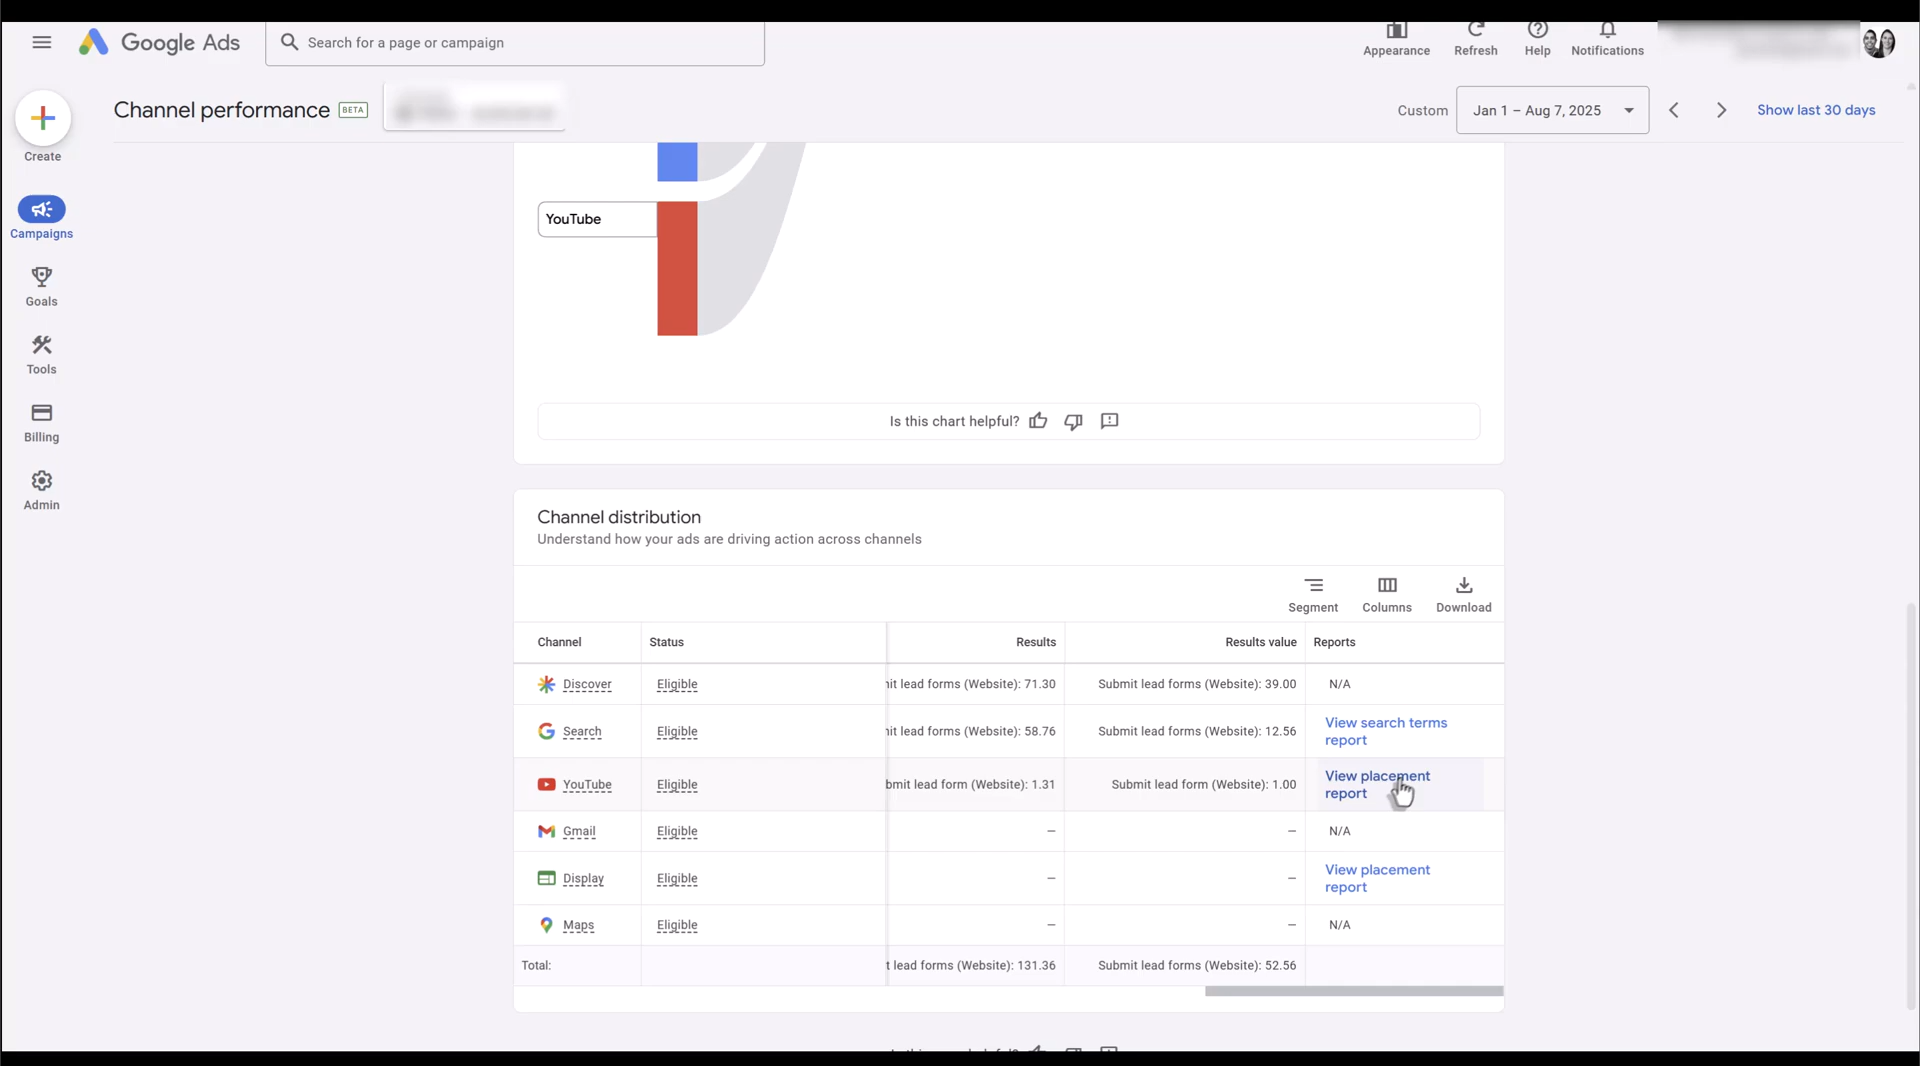 Google Ads
Search for a page or campaign
Appearance
Refresh
Help
Notifications
Create
Campaigns
Goals
Tools
Billing
Admin
Channel performance BETA
Custom
Jan 1 – Aug 7, 2025
Show last 30 days
YouTube
Is this chart helpful?
Channel distribution
Understand how your ads are driving action across channels
Segment
Columns
Download
Channel Status Results Results value Reports
Discover Eligible lead forms (Website): 71.30 Submit lead forms (Website): 39.00 N/A
Search Eligible lead forms (Website): 58.76 Submit lead forms (Website): 12.56 View search terms
report
YouTube Eligible bmit lead form (Website): 1.31 Submit lead form (Website): 1.00 View placement
report
Gmail Eligible – – N/A
Display Eligible – – View placement
report
Maps Eligible – – N/A
Total: t lead forms (Website): 131.36 Submit lead forms (Website): 52.56